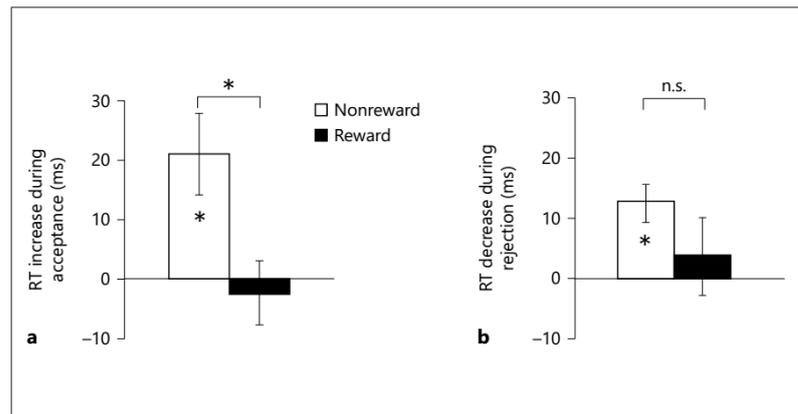 *
30
20
10
0
–10
RT increase during
acceptance (ms)
*
Nonreward
Reward
a
n.s.
30
20
10
0
–10
RT decrease during
rejection (ms)
*
b